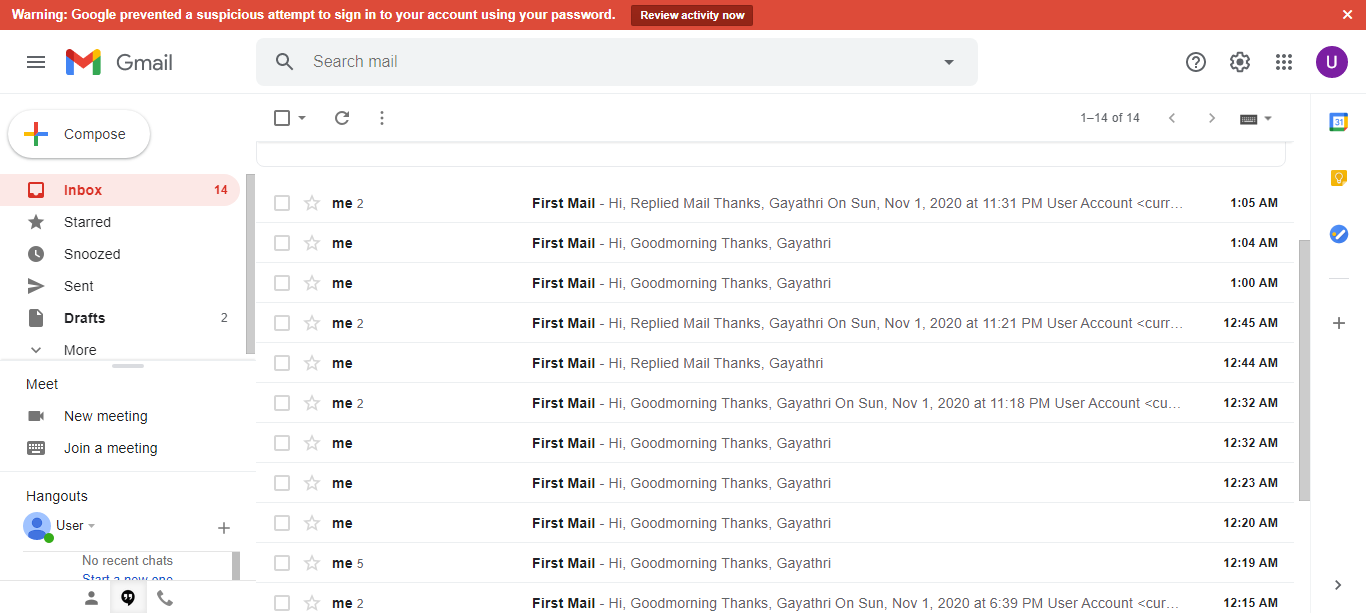 Warning: Google prevented a suspicious attempt to sign in to your account using your password. Review activity now
Gmail
Search mail
U
Compose
1–14 of 14
31
Inbox 14
Starred
Snoozed
Sent
Drafts 2
More
Meet
New meeting
Join a meeting
Hangouts
User
No recent chats
Start a new one
me 2 First Mail - Hi, Replied Mail Thanks, Gayathri On Sun, Nov 1, 2020 at 11:31 PM User Account <curr… 1:05 AM
me First Mail - Hi, Goodmorning Thanks, Gayathri 1:04 AM
me First Mail - Hi, Goodmorning Thanks, Gayathri 1:00 AM
me 2 First Mail - Hi, Replied Mail Thanks, Gayathri On Sun, Nov 1, 2020 at 11:21 PM User Account <curr… 12:45 AM
me First Mail - Hi, Replied Mail Thanks, Gayathri 12:44 AM
me 2 First Mail - Hi, Goodmorning Thanks, Gayathri On Sun, Nov 1, 2020 at 11:18 PM User Account <cu… 12:32 AM
me First Mail - Hi, Goodmorning Thanks, Gayathri 12:32 AM
me First Mail - Hi, Goodmorning Thanks, Gayathri 12:23 AM
me First Mail - Hi, Goodmorning Thanks, Gayathri 12:20 AM
me 5 First Mail - Hi, Goodmorning Thanks, Gayathri 12:19 AM
me 2 First Mail - Hi, Goodmorning Thanks, Gayathri On Sun, Nov 1, 2020 at 6:39 PM User Account <cur… 12:15 AM